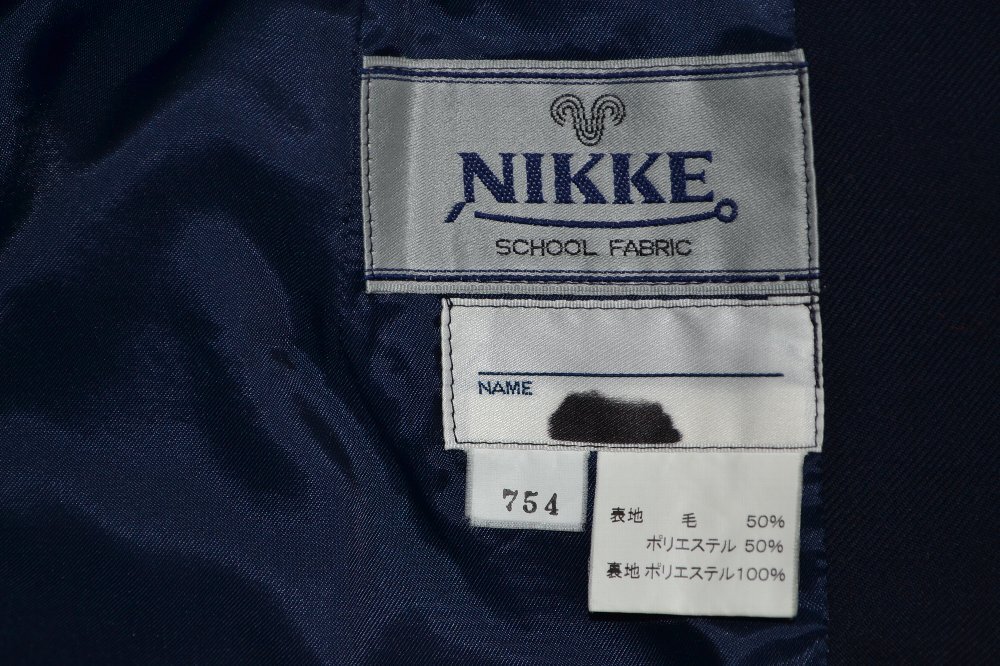 NIKKE
SCHOOL FABRIC
NAME
754
表地 毛 50%
ポリエステル 50%
裏地 ポリエステル100%